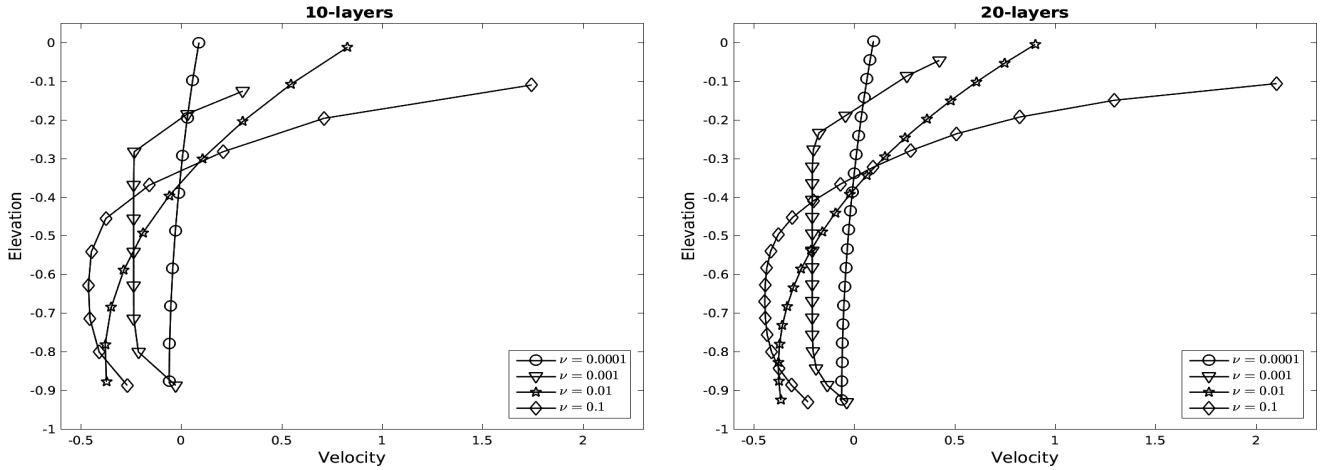 10-layers
Elevation
0
-0.1
-0.2
-0.3
-0.4
-0.5
-0.6
-0.7
-0.8
-0.9
-1
-0.5 0 0.5 1 1.5 2
Velocity
ν = 0.0001
ν = 0.001
ν = 0.01
ν = 0.1
20-layers
Elevation
0
-0.1
-0.2
-0.3
-0.4
-0.5
-0.6
-0.7
-0.8
-0.9
-1
-0.5 0 0.5 1 1.5 2
Velocity
ν = 0.0001
ν = 0.001
ν = 0.01
ν = 0.1